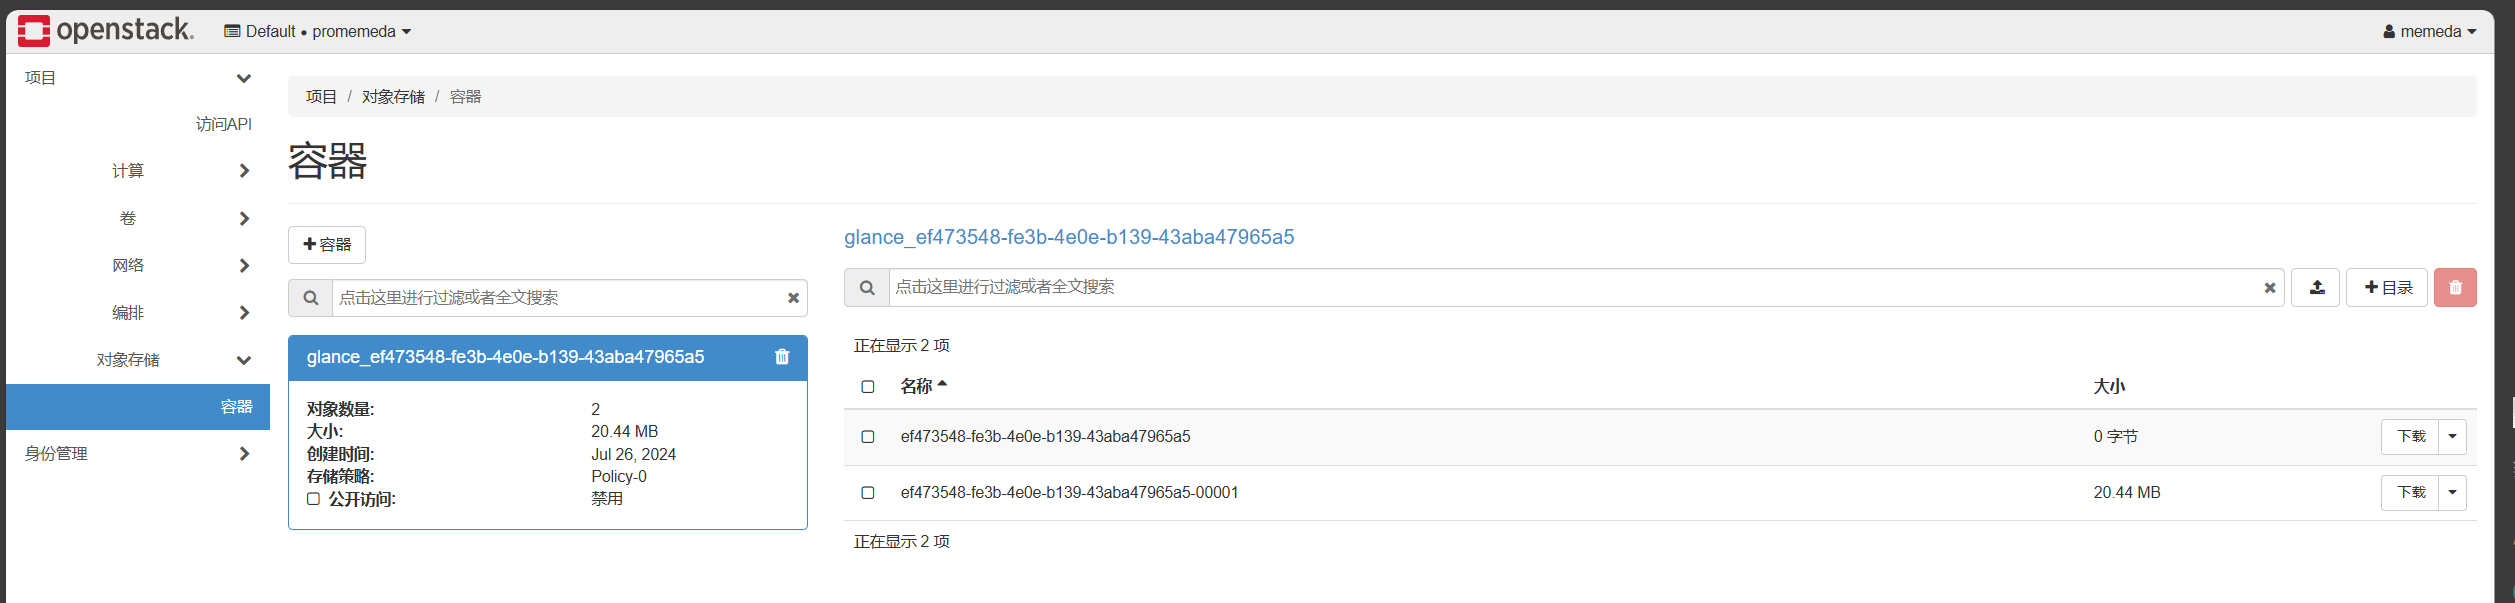 openstack.
Default • promemeda
memeda
项目
访问API
计算
卷
网络
编排
对象存储
容器
身份管理
项目 / 对象存储 / 容器
容器
容器
点击这里进行过滤或者全文搜索
glance_ef473548-fe3b-4e0e-b139-43aba47965a5
对象数量: 2
大小: 20.44 MB
创建时间: Jul 26, 2024
存储策略: Policy-0
公开访问: 禁用
glance_ef473548-fe3b-4e0e-b139-43aba47965a5
点击这里进行过滤或者全文搜索
目录
正在显示 2 项
名称 大小
ef473548-fe3b-4e0e-b139-43aba47965a5 0 字节 下载
ef473548-fe3b-4e0e-b139-43aba47965a5-00001 20.44 MB 下载
正在显示 2 项